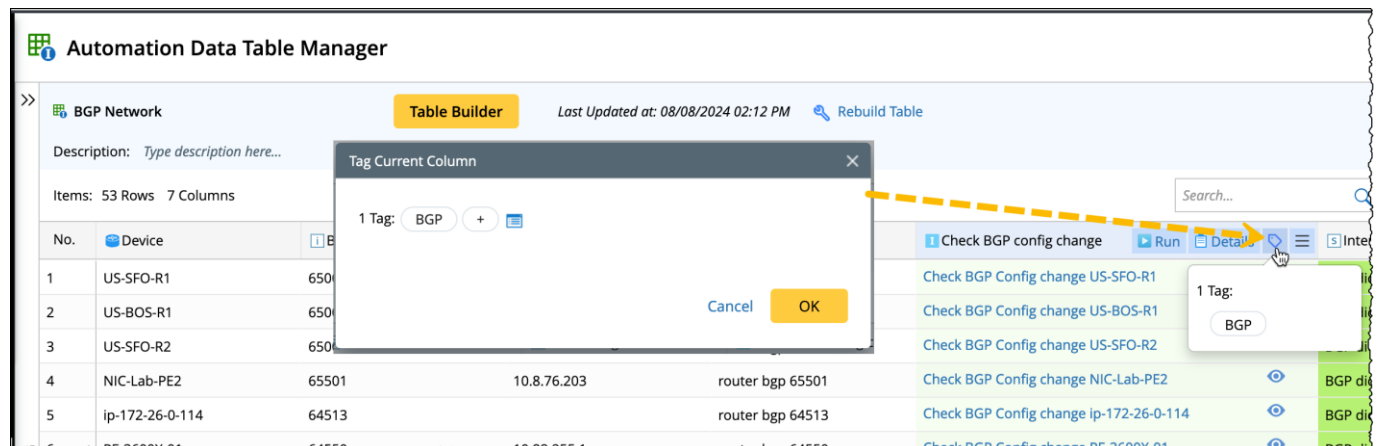 Automation Data Table Manager
BGP Network
Table Builder
Last Updated at: 08/08/2024 02:12 PM
Rebuild Table
Description: Type description here...
Items: 53 Rows 7 Columns
Search...
Tag Current Column
1 Tag: BGP +
Cancel OK
No. Device Check BGP config change Run Details
1 US-SFO-R1 Check BGP Config change US-SFO-R1
2 US-BOS-R1 Check BGP Config change US-BOS-R1
3 US-SFO-R2 Check BGP Config change US-SFO-R2
4 NIC-Lab-PE2 65501 10.8.76.203 router bgp 65501 Check BGP Config change NIC-Lab-PE2 BGP
5 ip-172-26-0-114 64513 router bgp 64513 Check BGP Config change ip-172-26-0-114 BGP
1 Tag:
BGP